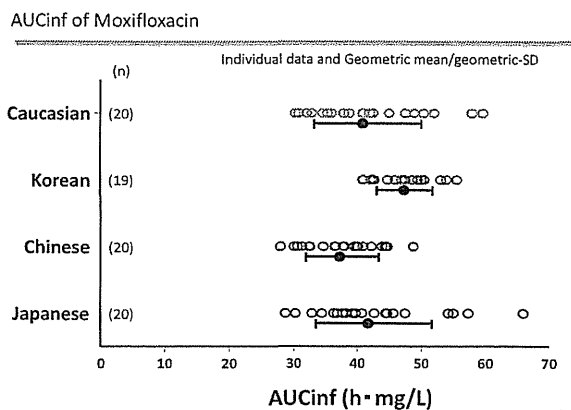 AUCinf of Moxifloxacin
Individual data and Geometric mean/geometric-SD
(n)
Caucasian (20)
Korean (19)
Chinese (20)
Japanese (20)
0 10 20 30 40 50 60 70
AUCinf (h・mg/L)